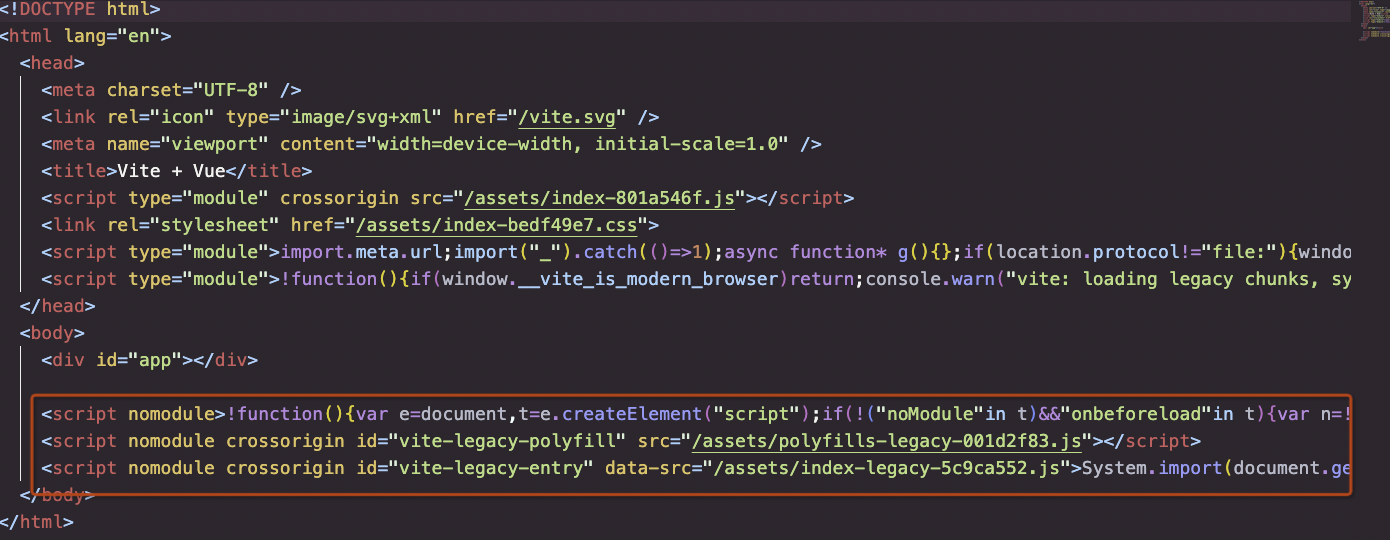 <!DOCTYPE html>
<html lang="en">
<head>
<meta charset="UTF-8" />
<link rel="icon" type="image/svg+xml" href="/vite.svg" />
<meta name="viewport" content="width=device-width, initial-scale=1.0" />
<title>Vite + Vue</title>
<script type="module" crossorigin src="/assets/index-801a546f.js"></script>
<link rel="stylesheet" href="/assets/index-bedf49e7.css">
<script type="module">import.meta.url;import("_").catch(()=>1);async function* g(){};if(location.protocol!="file:"){windo
<script type="module">!function(){if(window.__vite_is_modern_browser)return;console.warn("vite: loading legacy chunks, sy
</head>
<body>
<div id="app"></div>
<script nomodule>!function(){var e=document,t=e.createElement("script");if(!("noModule"in t)&&"onbeforeload"in t){var n=!
<script nomodule crossorigin id="vite-legacy-polyfill" src="/assets/polyfills-legacy-001d2f83.js"></script>
<script nomodule crossorigin id="vite-legacy-entry" data-src="/assets/index-legacy-5c9ca552.js">System.import(document.ge
</body>
</html>